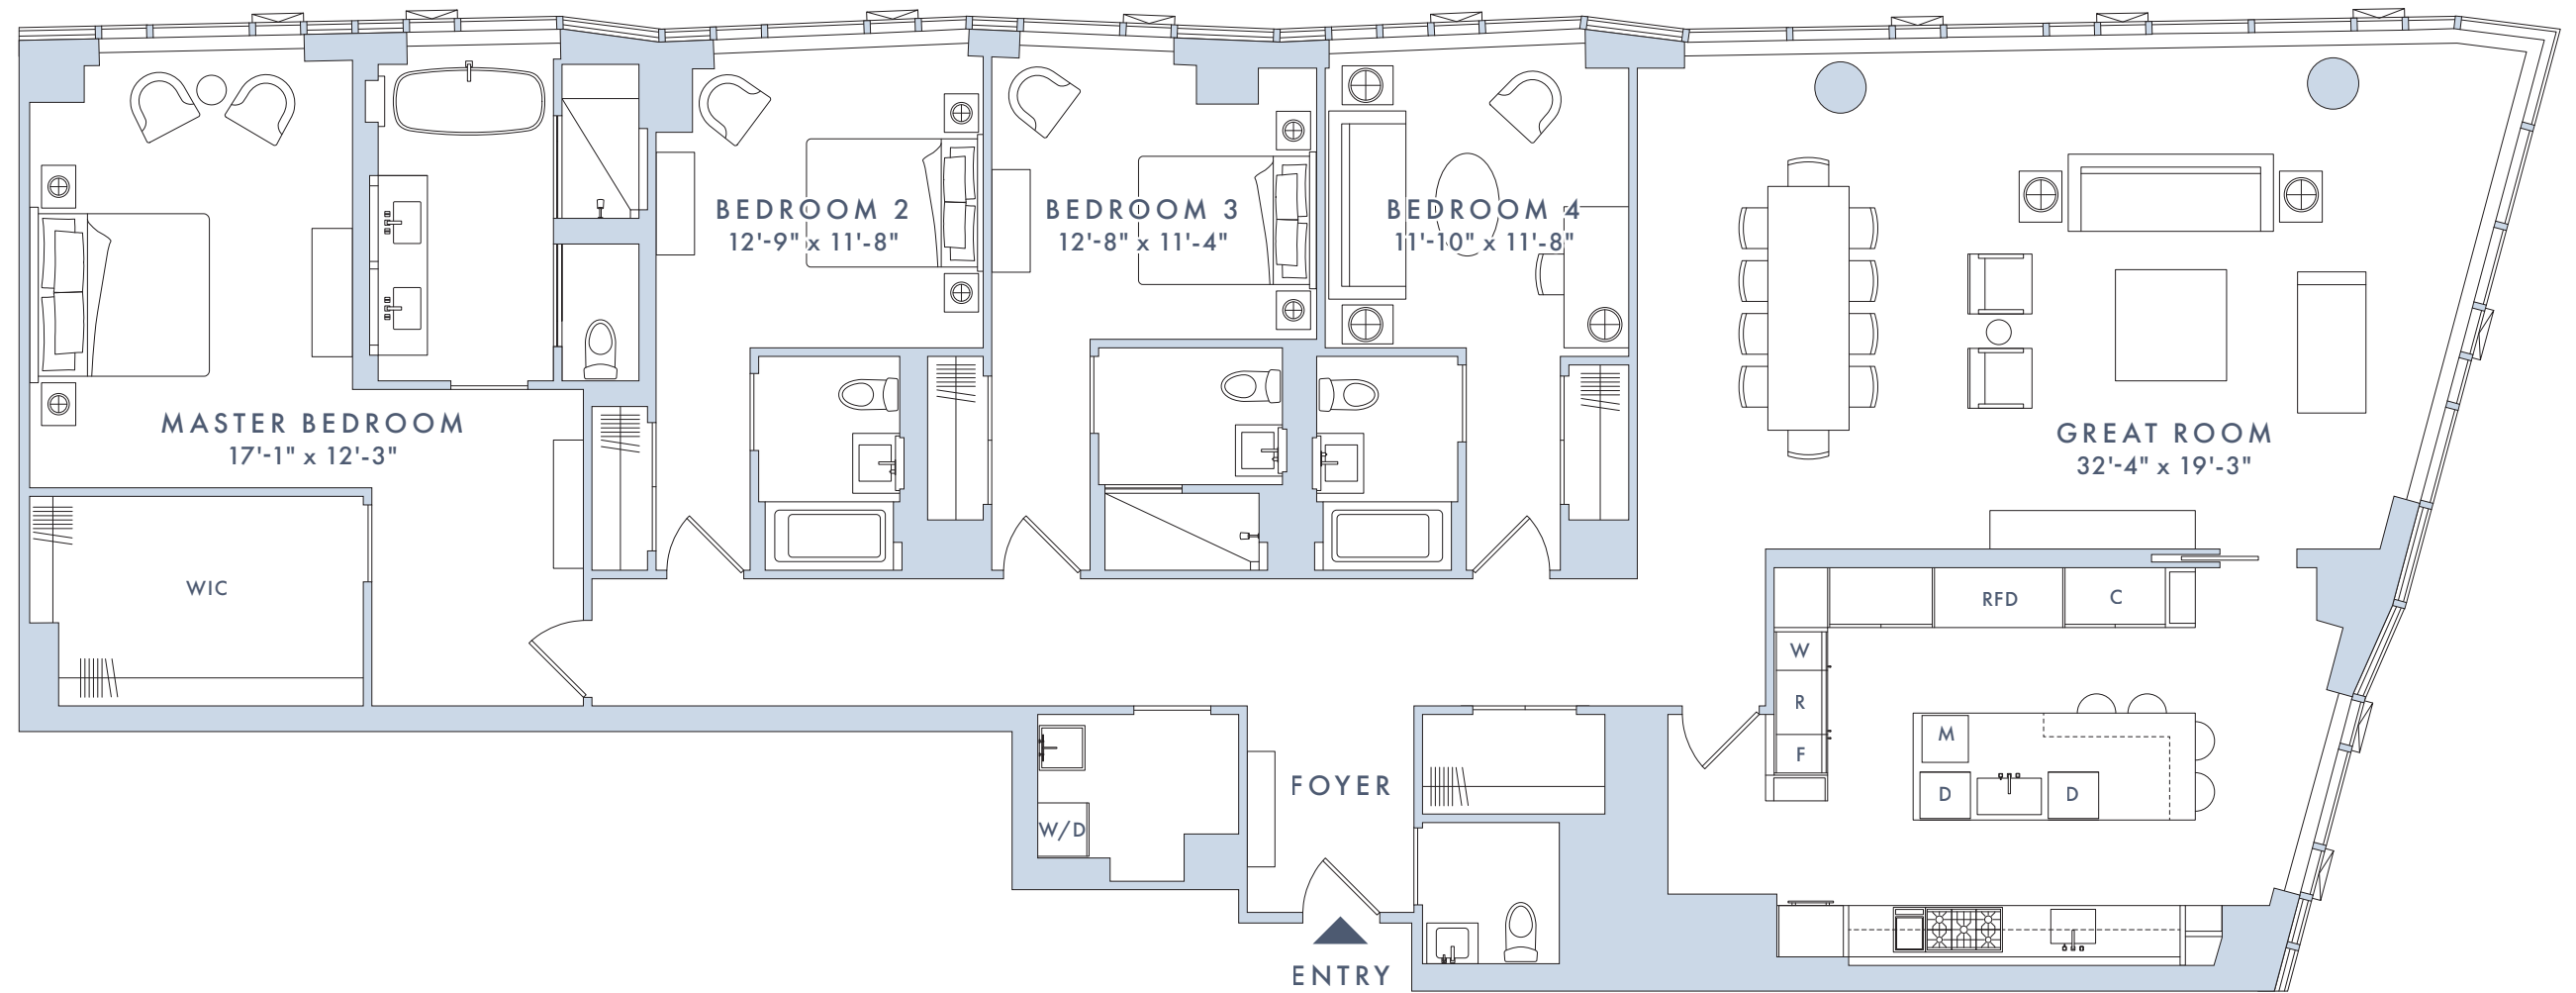 BEDROOM 2
12'-9" x 11'-8"
BEDROOM 3
12'-8" x 11'-4"
BEDROOM 4
11'-10" x 11'-8"
MASTER BEDROOM
17'-1" x 12'-3"
GREAT ROOM
32'-4" x 19'-3"
WIC
RFD
C
W
R
F
M
D
D
W/D
FOYER
ENTRY